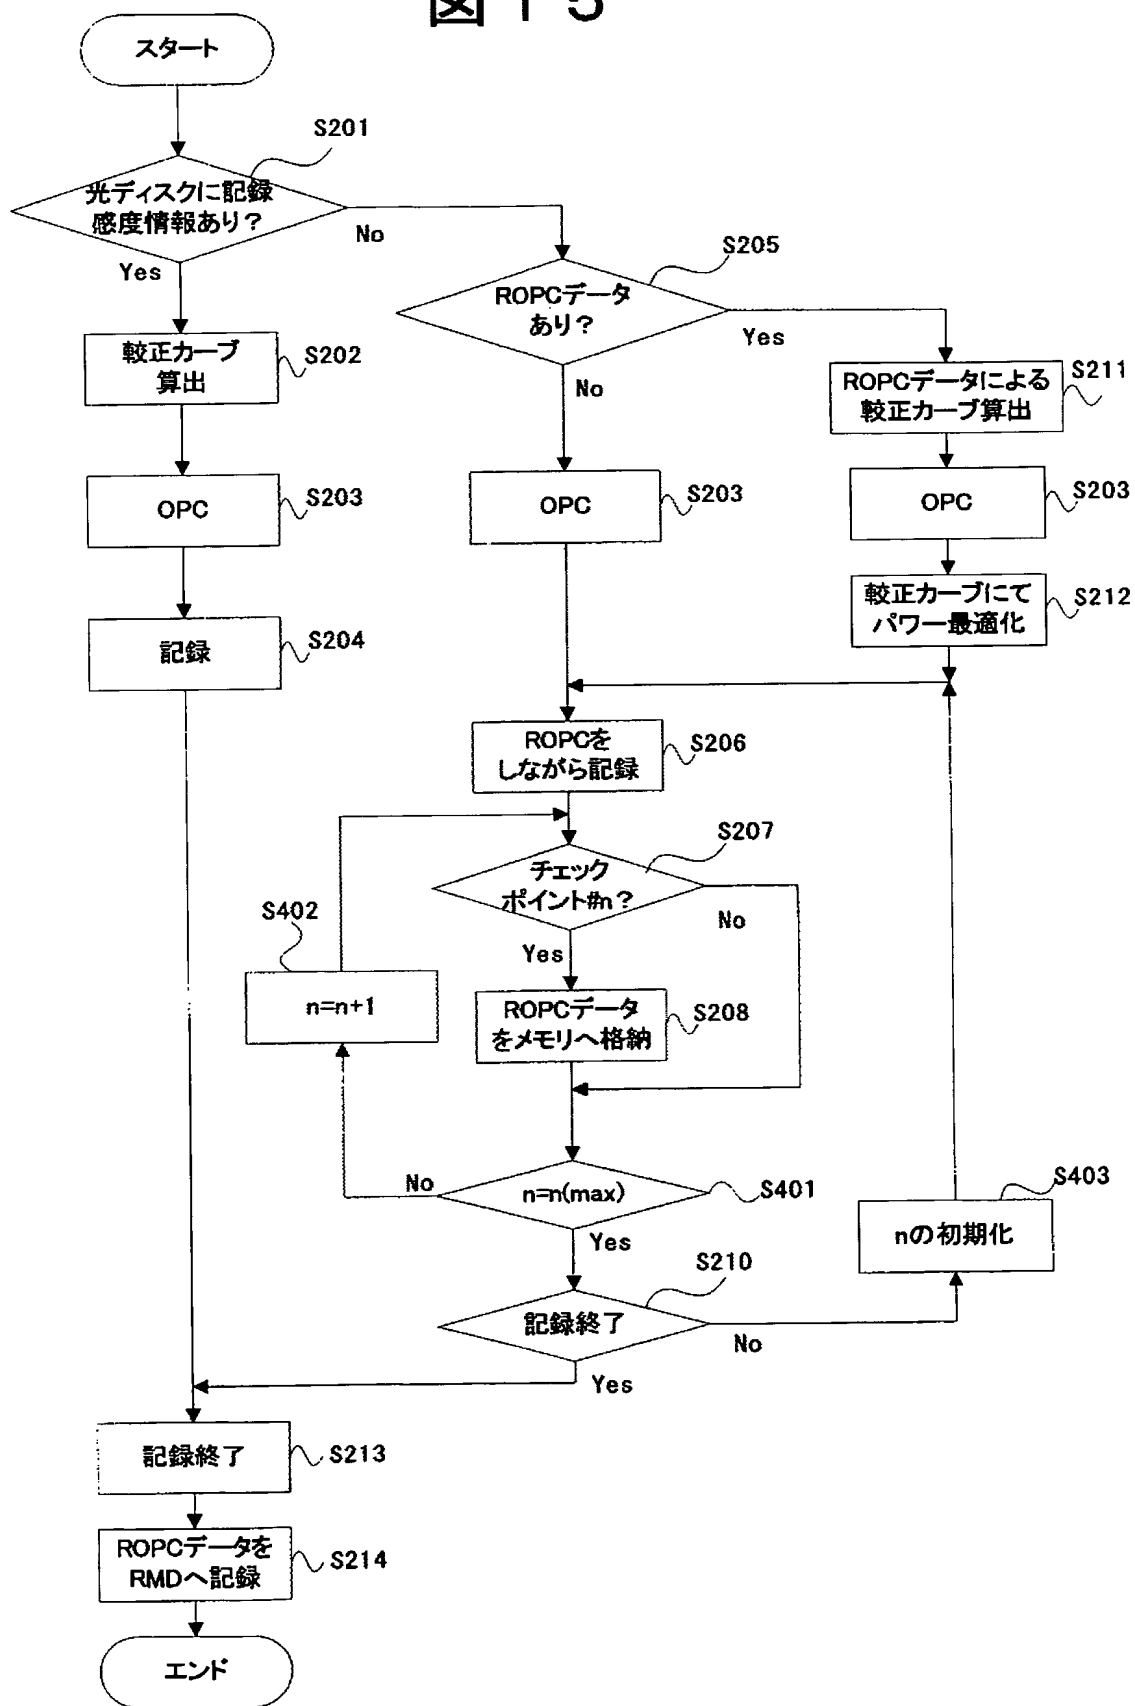 図15
スタート
S201
光ディスクに記録
感度情報あり？
No
Yes
S205
ROPCデータ
あり？
Yes
No
較正カーブ
算出
S202
S211
ROPCデータによる
較正カーブ算出
OPC
S203
OPC
S203
OPC
S203
較正カーブにて
パワー最適化
S212
記録
S204
ROPCを
しながら記録
S206
S207
チェック
ポイント#n？
No
Yes
S402
n=n+1
ROPCデータ
をメモリへ格納
S208
No
n=n(max)
S401
Yes
S403
nの初期化
S210
記録終了
No
Yes
記録終了
S213
ROPCデータを
RMDへ記録
S214
エンド